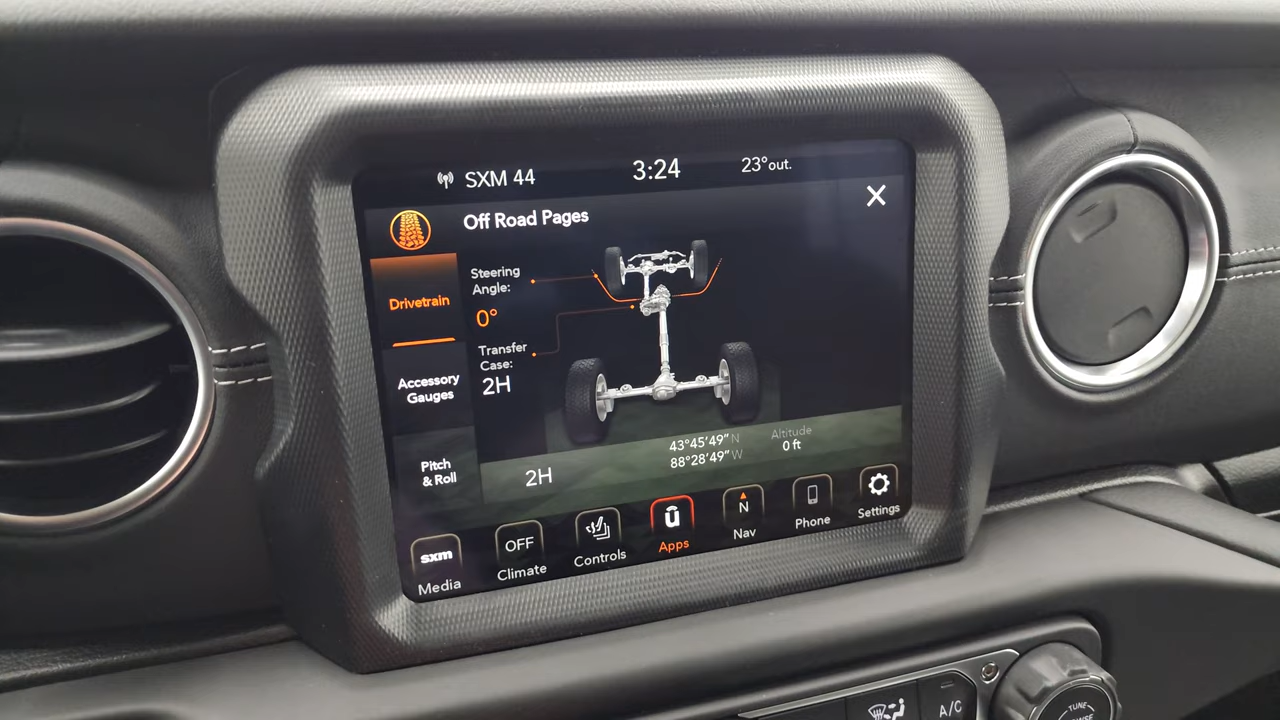 SXM 44
3:24
23° out.
Off Road Pages
Drivetrain
Steering
Angle:
0°
Transfer
Case:
2H
Accessory
Gauges
Pitch
& Roll
2H
43°45'49" N
88°28'49" W
Altitude
0 ft
sxm
Media
OFF
Climate
Controls
û
Apps
N
Nav
Phone
Settings
A/C
TUNE